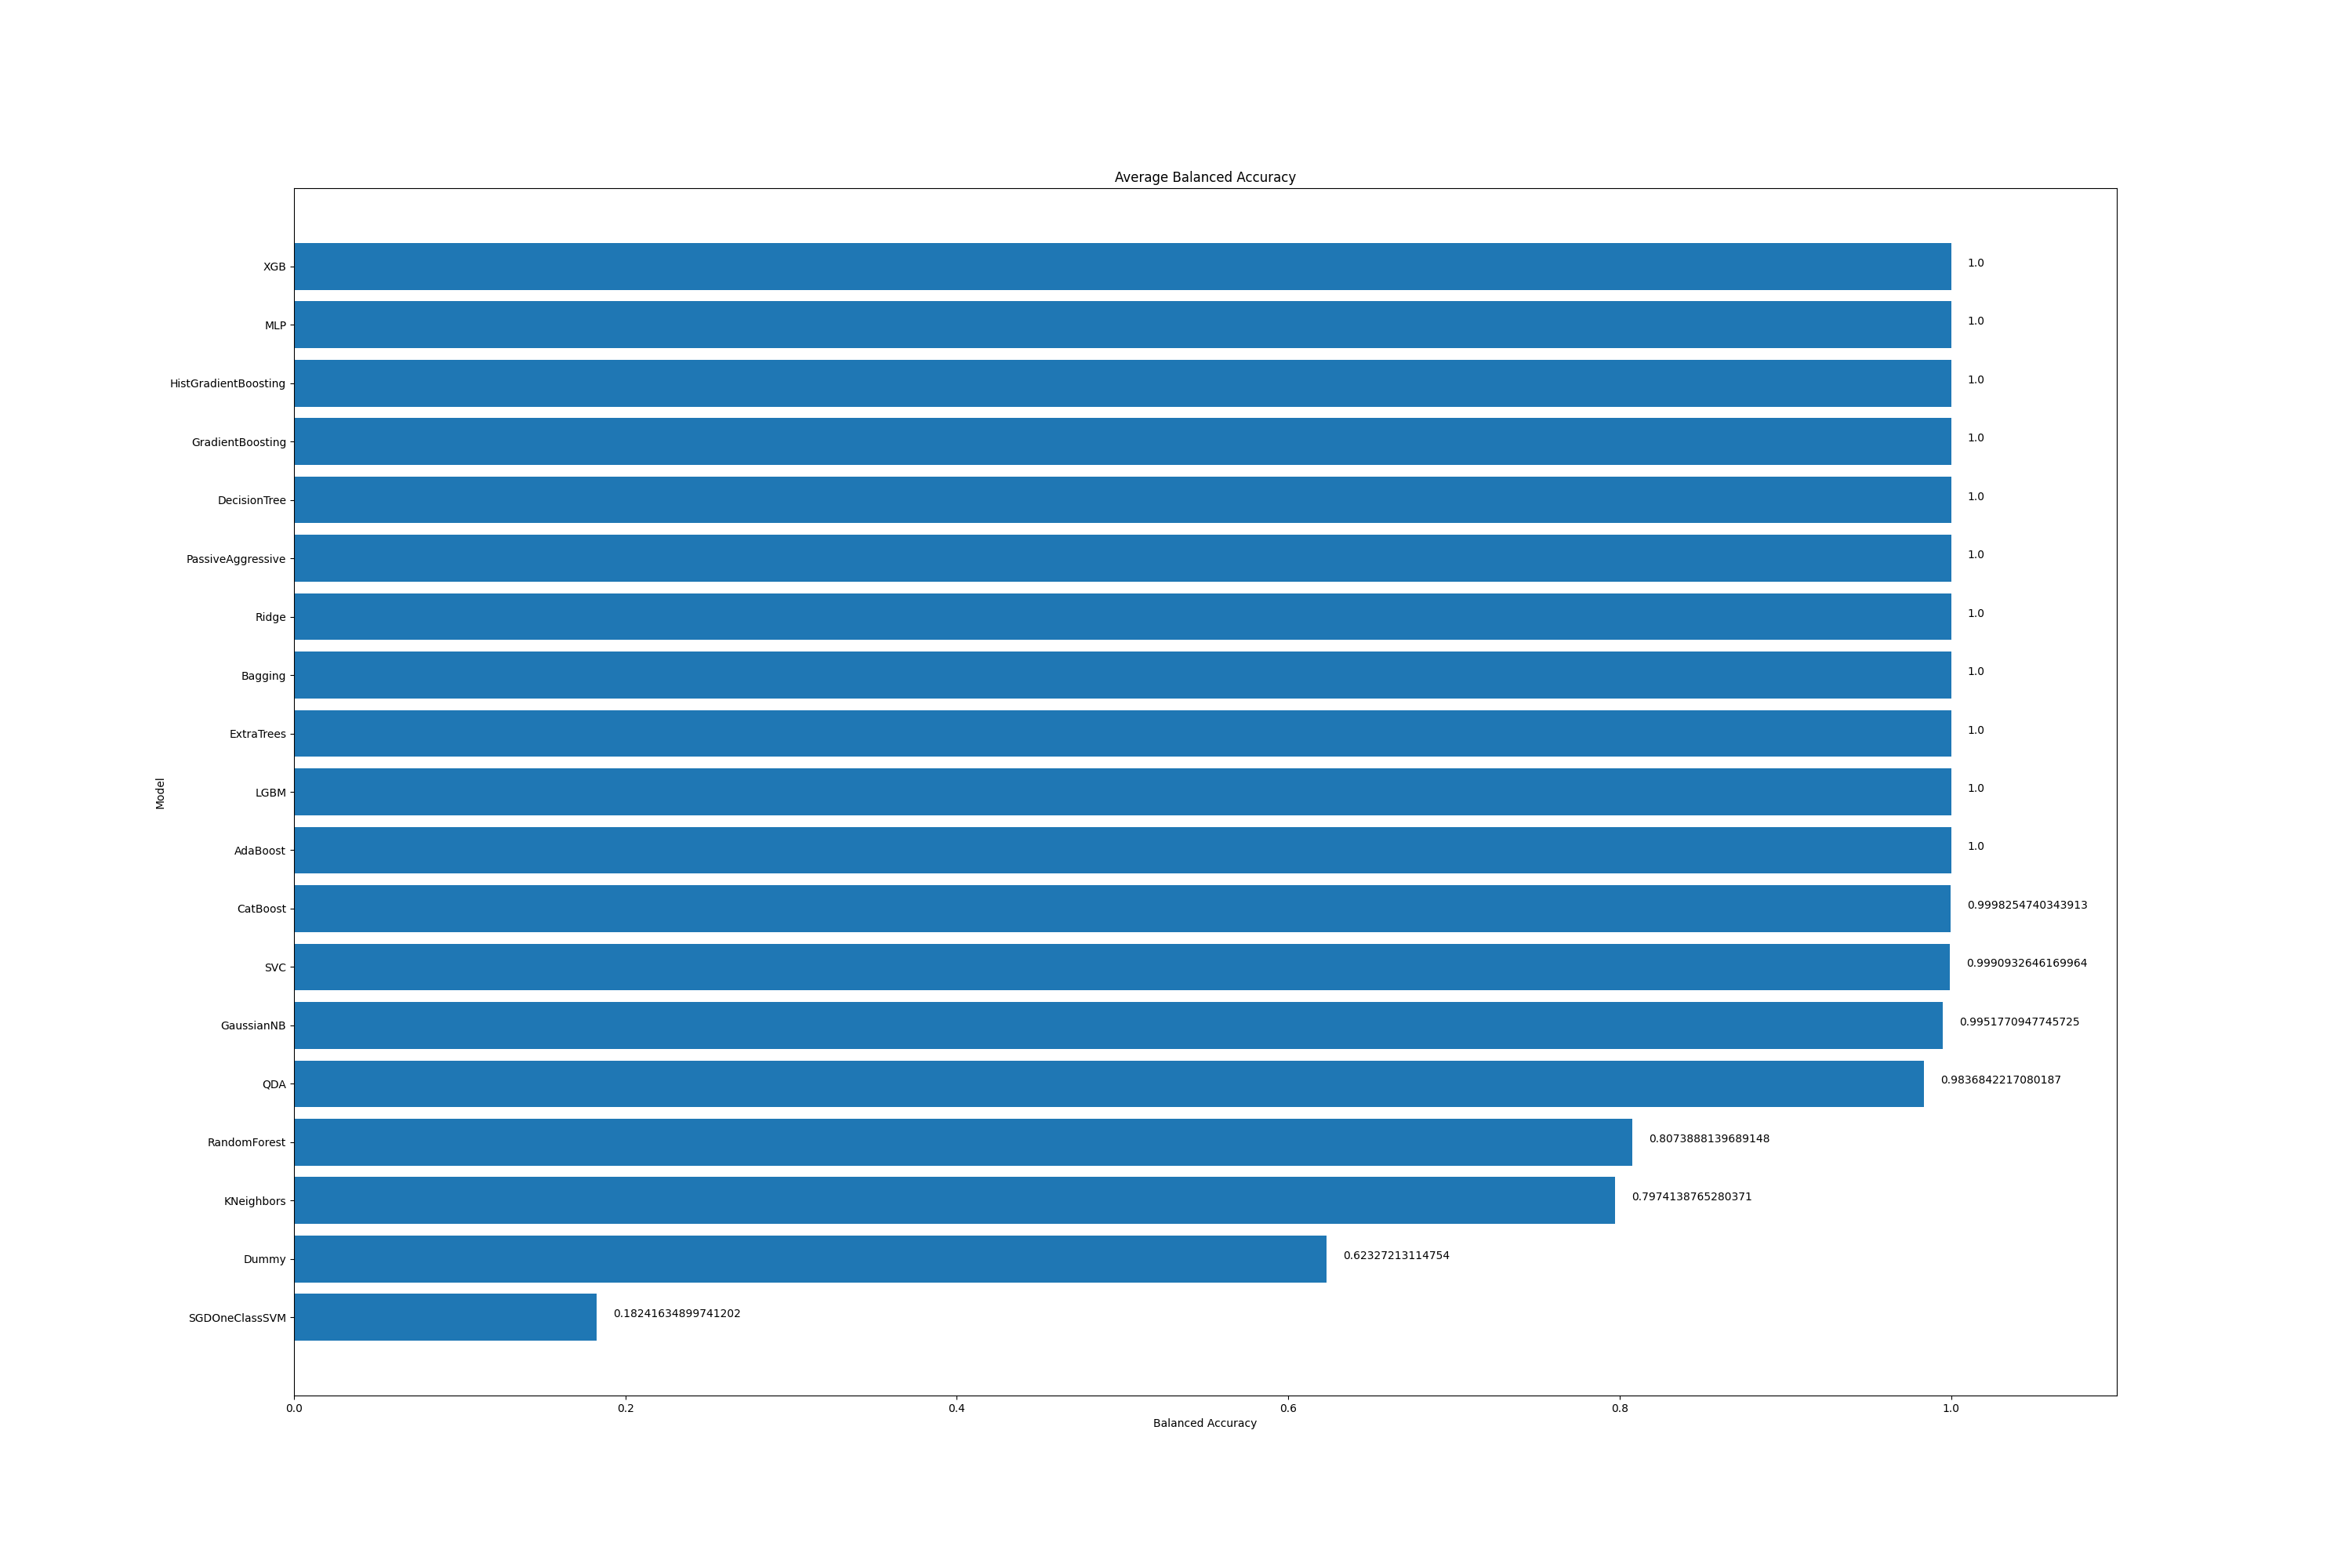 Average Balanced Accuracy
XGB 1.0
MLP 1.0
HistGradientBoosting 1.0
GradientBoosting 1.0
DecisionTree 1.0
PassiveAggressive 1.0
Ridge 1.0
Bagging 1.0
ExtraTrees 1.0
LGBM 1.0
Model
AdaBoost 1.0
CatBoost 0.9998254740343913
SVC 0.9990932646169964
GaussianNB 0.9951770947745725
QDA 0.9836842217080187
RandomForest 0.8073888139689148
KNeighbors 0.7974138765280371
Dummy 0.62327213114754
SGDOneClassSVM 0.18241634899741202
0.0 0.2 0.4 0.6 0.8 1.0
Balanced Accuracy